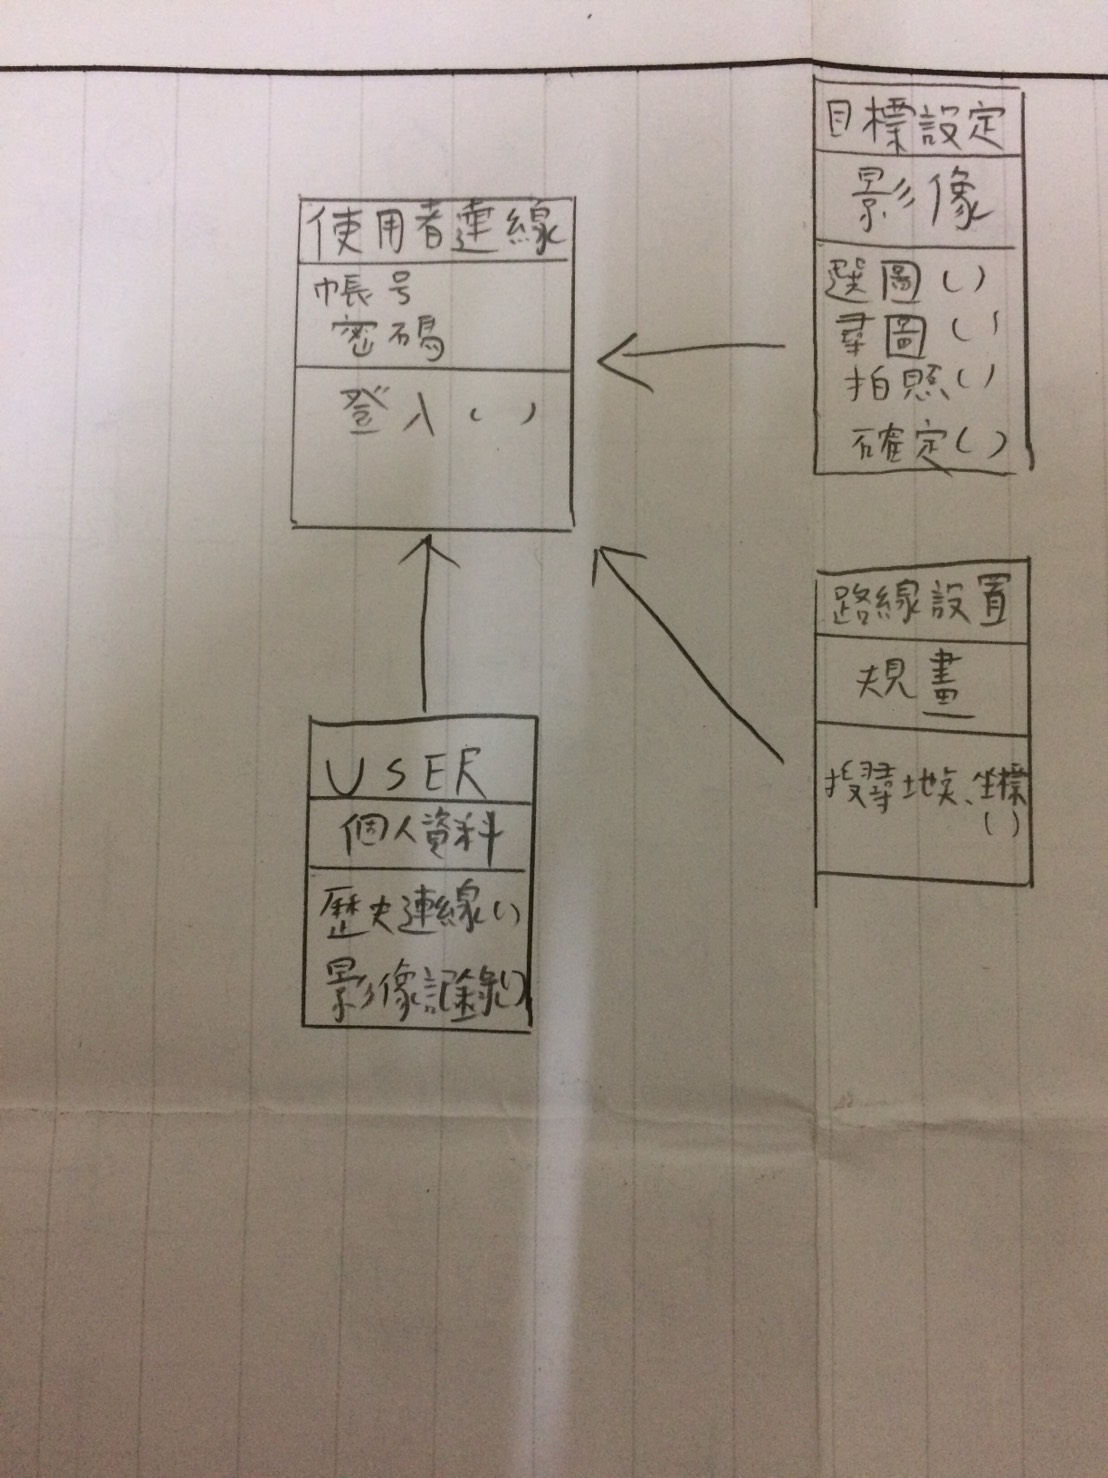 使用者連線
帳号
密碼
登入()
USER
個人資料
歷史連線()
影像記錄()
目標設定
影像
選圖()
尋圖()
拍照()
確定()
路線設置
規畫
搜尋地點、坐標
()